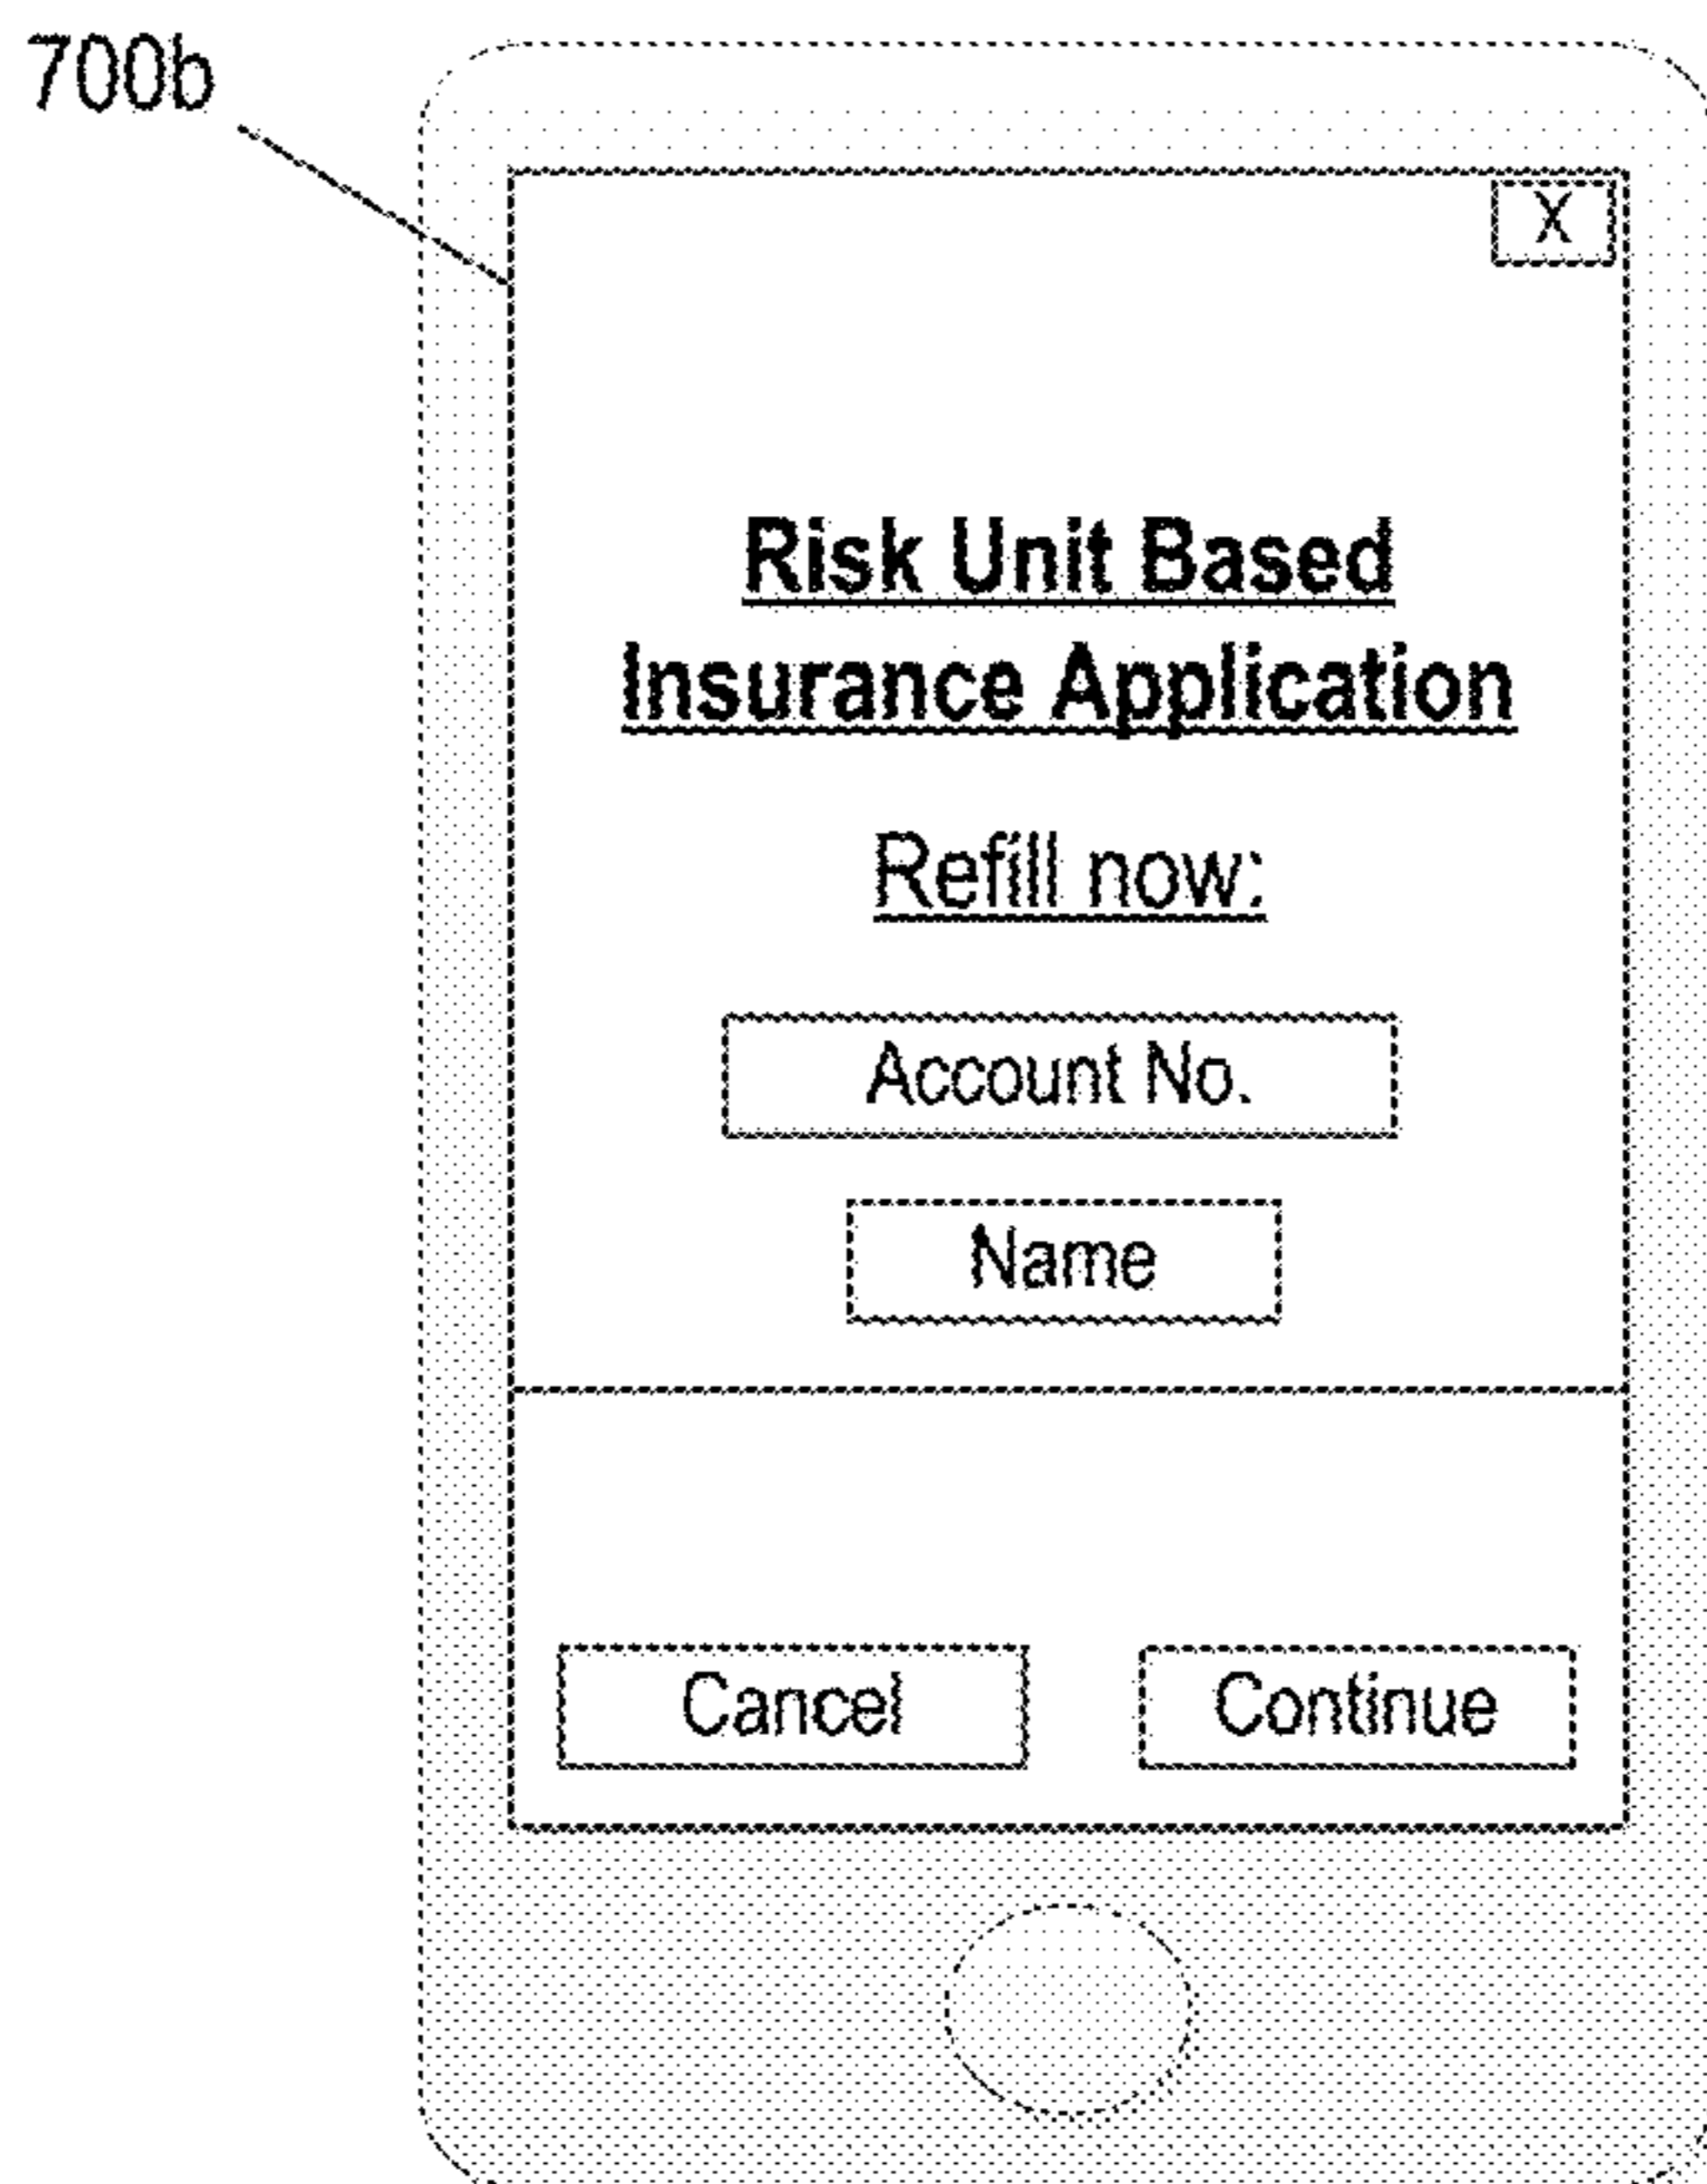 700b
X
Risk Unit Based
Insurance Application
Refill now:
Account No.
Name
Cancel Continue